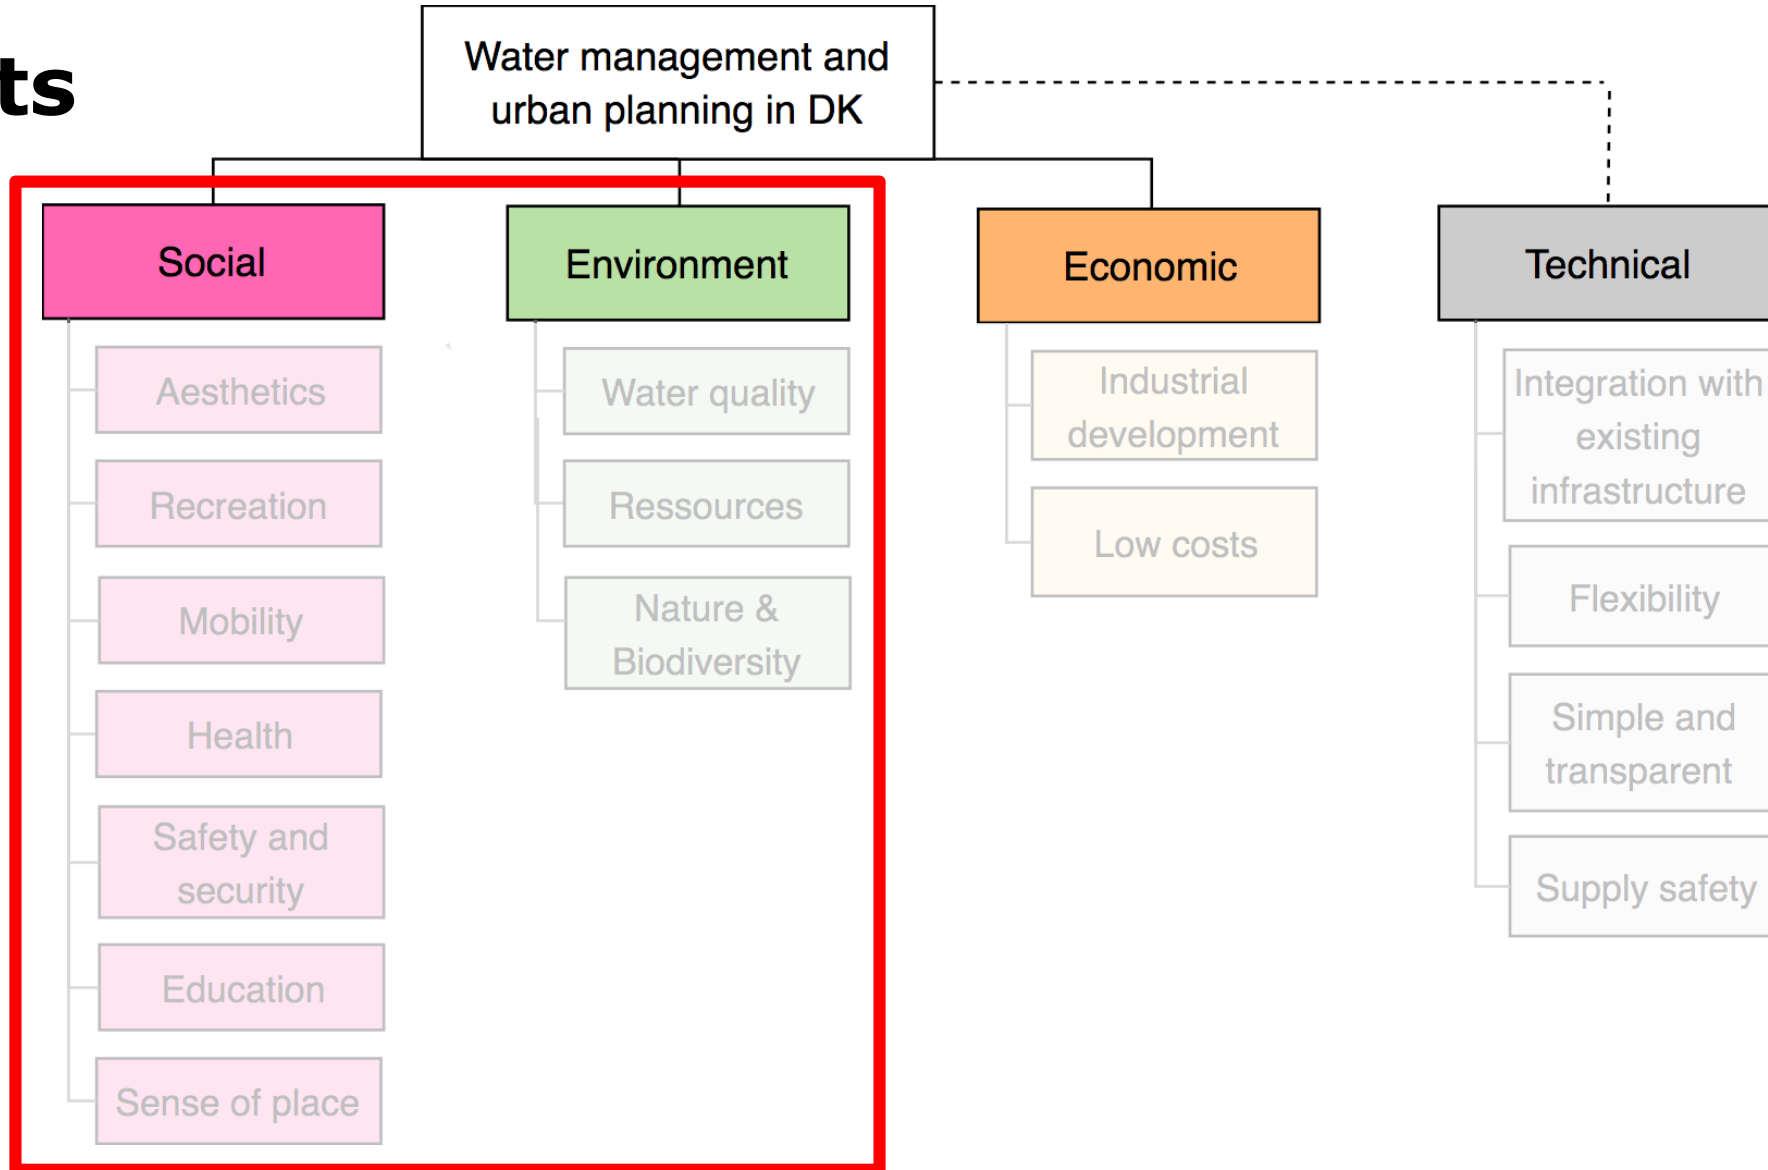 ts
Water management and
urban planning in DK
Social
Aesthetics
Recreation
Mobility
Health
Safety and
security
Education
Sense of place
Environment
Water quality
Ressources
Nature &
Biodiversity
Economic
Industrial
development
Low costs
Technical
Integration with
existing
infrastructure
Flexibility
Simple and
transparent
Supply safety